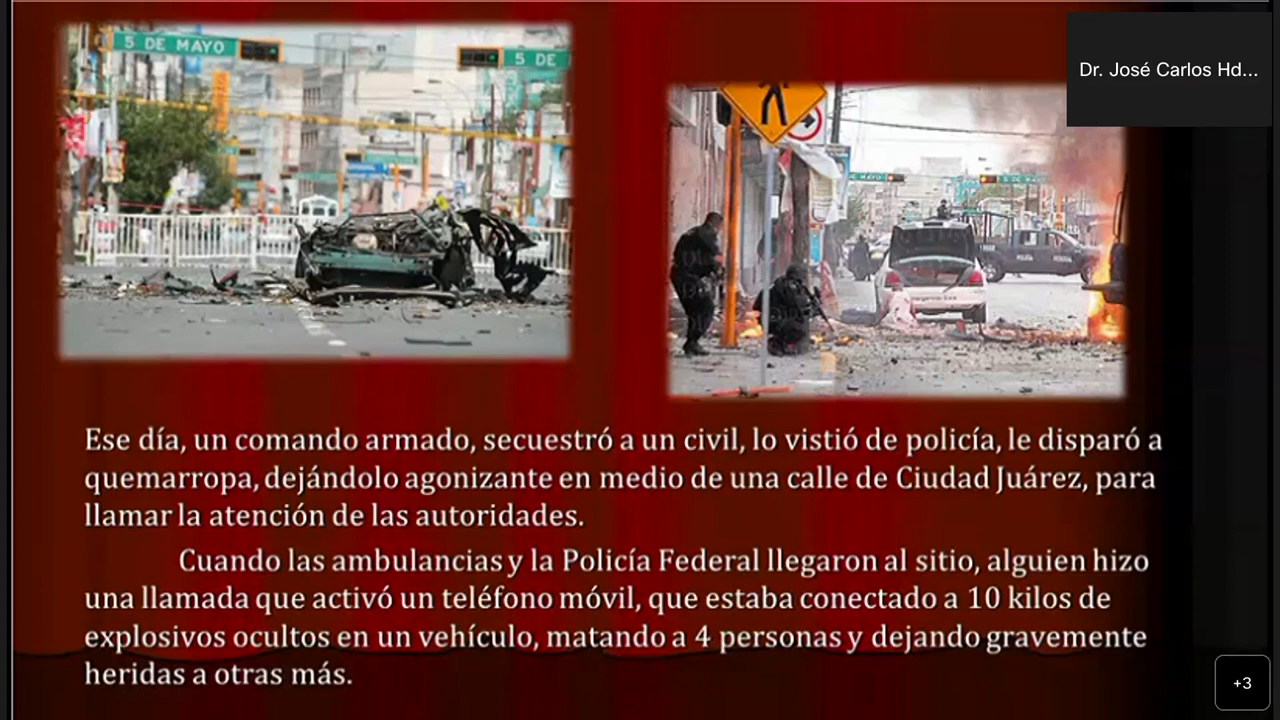 5 DE MAYO
5 DE
Dr. José Carlos Hd...
Ese día, un comando armado, secuestró a un civil, lo vistió de policía, le disparó a
quemarropa, dejándolo agonizante en medio de una calle de Ciudad Juárez, para
llamar la atención de las autoridades.
Cuando las ambulancias y la Policía Federal llegaron al sitio, alguien hizo
una llamada que activó un teléfono móvil, que estaba conectado a 10 kilos de
explosivos ocultos en un vehículo, matando a 4 personas y dejando gravemente
heridas a otras más.
+3